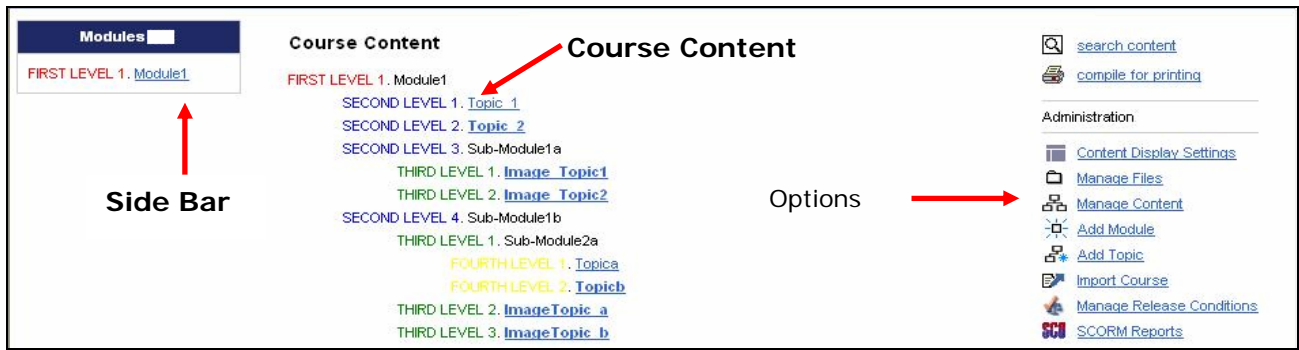 Modules
FIRST LEVEL 1. Module1
Side Bar
Course Content
Course Content
FIRST LEVEL 1. Module1
SECOND LEVEL 1. Topic_1
SECOND LEVEL 2. Topic_2
SECOND LEVEL 3. Sub-Module1a
THIRD LEVEL 1. Image_Topic1
THIRD LEVEL 2. Image_Topic2
SECOND LEVEL 4. Sub-Module1b
THIRD LEVEL 1. Sub-Module2a
FOURTH LEVEL 1. Topica
FOURTH LEVEL 2. Topicb
THIRD LEVEL 2. ImageTopic_a
THIRD LEVEL 3. ImageTopic_b
Options
search content
compile for printing
Administration
Content Display Settings
Manage Files
Manage Content
Add Module
Add Topic
Import Course
Manage Release Conditions
SCO SCORM Reports